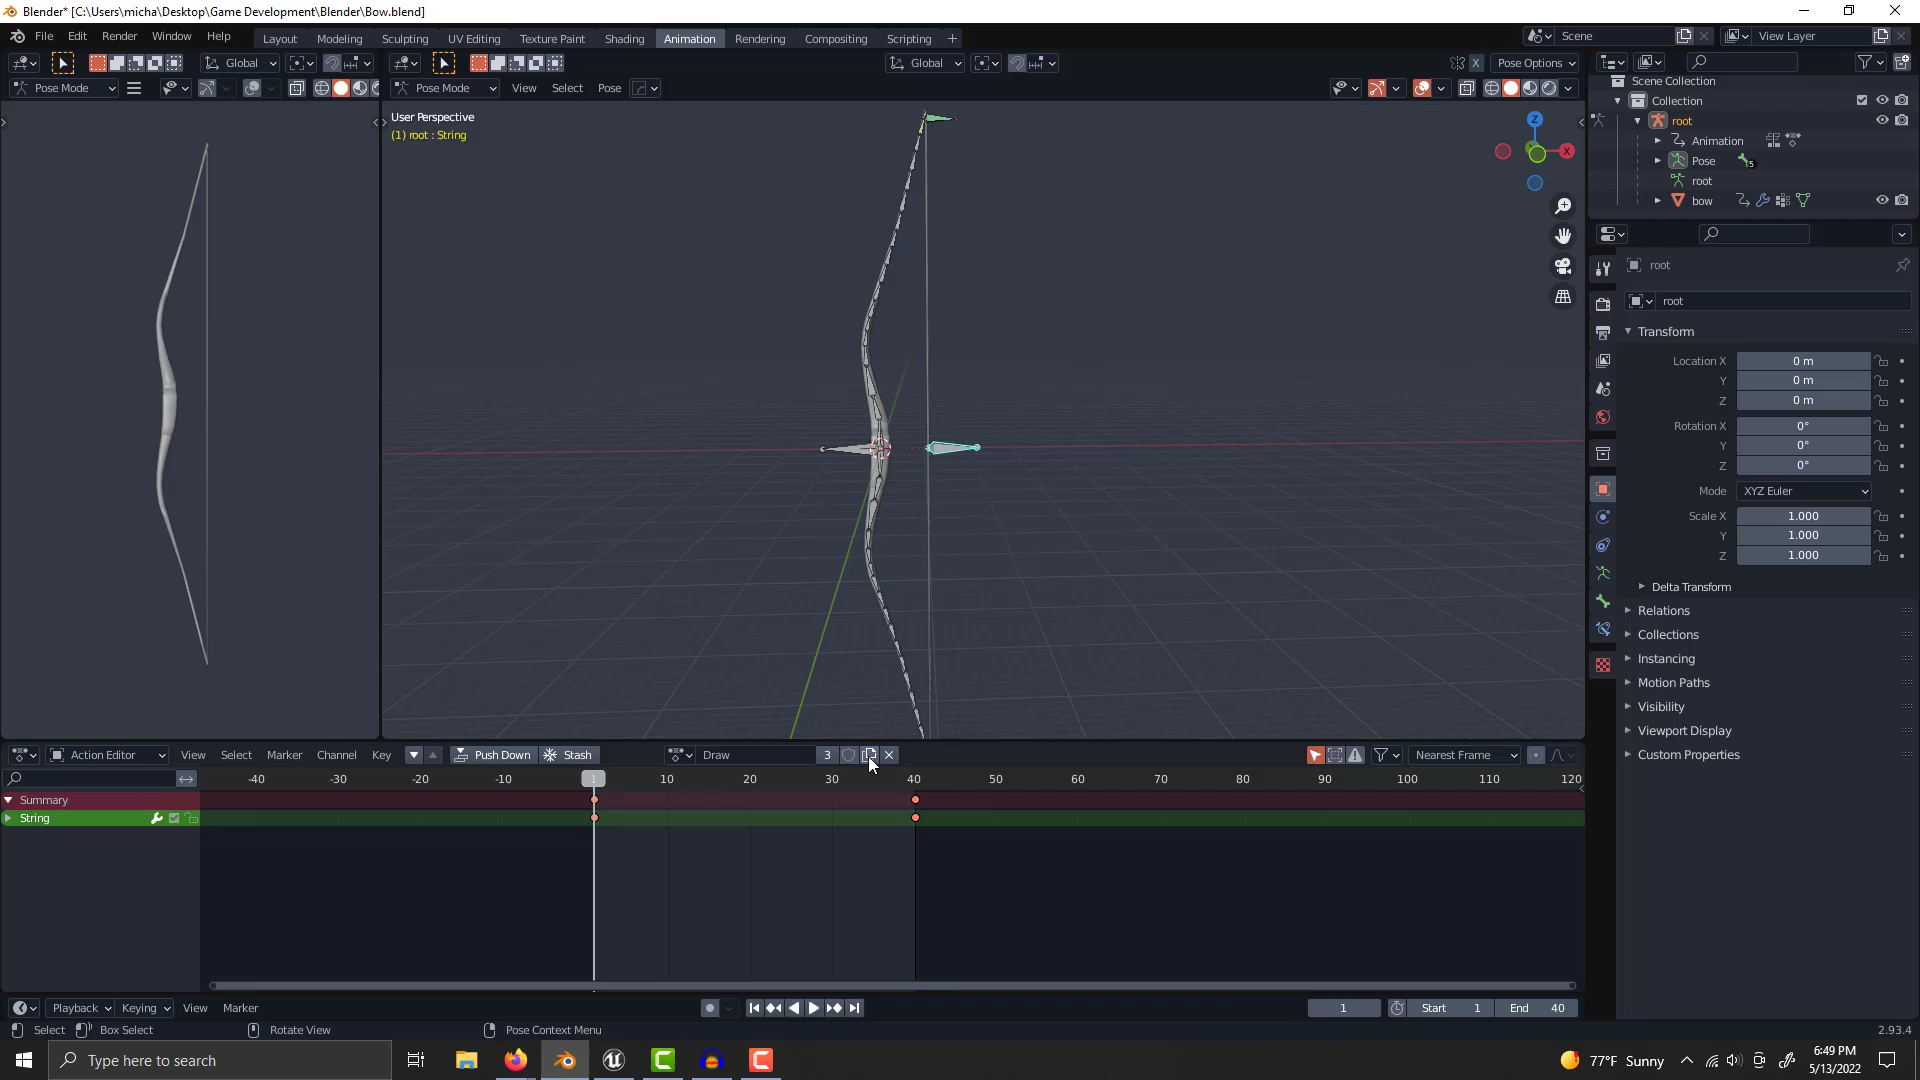 Blender* [C:\Users\micha\Desktop\Game Development\Blender\Bow.blend]
File Edit Render Window Help Layout Modeling Sculpting UV Editing Texture Paint Shading Animation Rendering Compositing Scripting + Scene View Layer
Global Global X Pose Options
Pose Mode Pose Mode View Select Pose
Scene Collection
Collection
root
Animation
Pose 5
root
bow
User Perspective
(1) root : String
Z
X
root
root
Transform
Location X 0 m
Y 0 m
Z 0 m
Rotation X 0°
Y 0°
Z 0°
Mode XYZ Euler
Scale X 1.000
Y 1.000
Z 1.000
Delta Transform
Relations
Collections
Instancing
Motion Paths
Visibility
Viewport Display
Custom Properties
Action Editor View Select Marker Channel Key Push Down Stash Draw 3 Nearest Frame
-40 -30 -20 -10 1 10 20 30 40 50 60 70 80 90 100 110 120
Summary
String
Playback Keying View Marker 1 Start 1 End 40
Select Box Select Rotate View Pose Context Menu 2.93.4
Type here to search 77°F Sunny 6:49 PM
5/13/2022